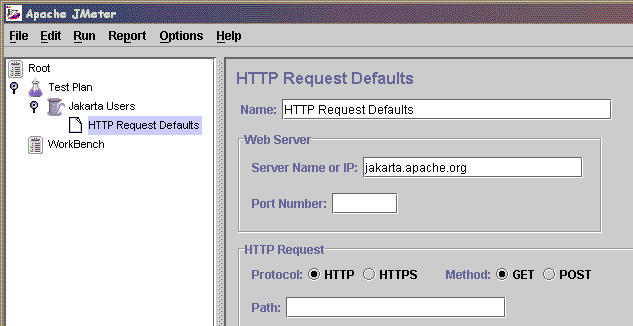 Apache JMeter
File Edit Run Report Options Help
Root
Test Plan
Jakarta Users
HTTP Request Defaults
WorkBench
HTTP Request Defaults
Name: HTTP Request Defaults
Web Server
Server Name or IP: jakarta.apache.org
Port Number:
HTTP Request
Protocol: HTTP HTTPS Method: GET POST
Path: